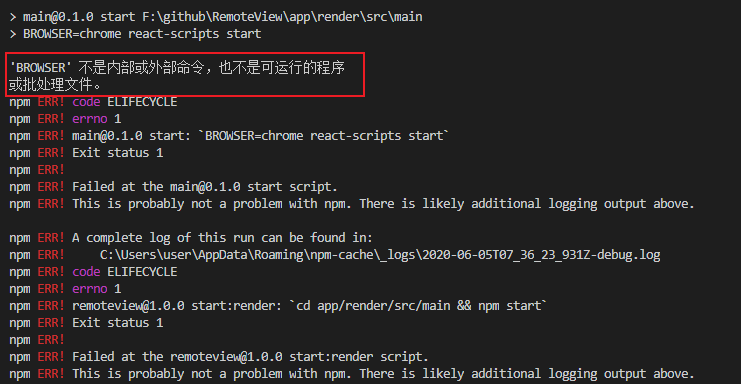 > main@0.1.0 start F:\github\RemoteView\app\render\src\main
> BROWSER=chrome react-scripts start
'BROWSER' 不是内部或外部命令，也不是可运行的程序
或批处理文件。
npm ERR! code ELIFECYCLE
npm ERR! errno 1
npm ERR! main@0.1.0 start: `BROWSER=chrome react-scripts start`
npm ERR! Exit status 1
npm ERR!
npm ERR! Failed at the main@0.1.0 start script.
npm ERR! This is probably not a problem with npm. There is likely additional logging output above.
npm ERR! A complete log of this run can be found in:
npm ERR!     C:\Users\user\AppData\Roaming\npm-cache\_logs\2020-06-05T07_36_23_931Z-debug.log
npm ERR! code ELIFECYCLE
npm ERR! errno 1
npm ERR! remoteview@1.0.0 start:render: `cd app/render/src/main && npm start`
npm ERR! Exit status 1
npm ERR!
npm ERR! Failed at the remoteview@1.0.0 start:render script.
npm ERR! This is probably not a problem with npm. There is likely additional logging output above.